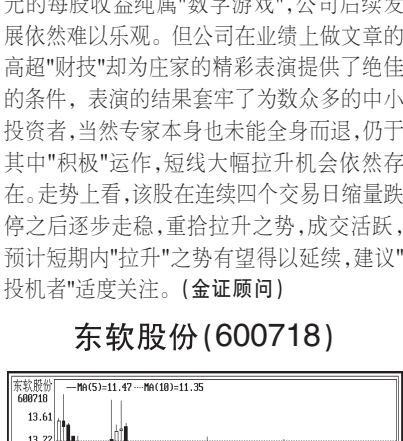 元的每股收益纯属"数字游戏",公司后续发
展依然难以乐观。但公司在业绩上做文章的
高超"财技"却为庄家的精彩表演提供了绝佳
的条件，表演的结果套牢了为数众多的中小
投资者,当然专家本身也未能全身而退,仍于
其中"积极"运作,短线大幅拉升机会依然存
在。走势上看,该股在连续四个交易日缩量跌
停之后逐步走稳,重拾拉升之势,成交活跃,
预计短期内"拉升"之势有望得以延续,建议"
投机者"适度关注。(金证顾问)
东软股份(600718)
东软股份 —MA(5)=11.47 ┈MA(10)=11.35
600718
13.61
13.22